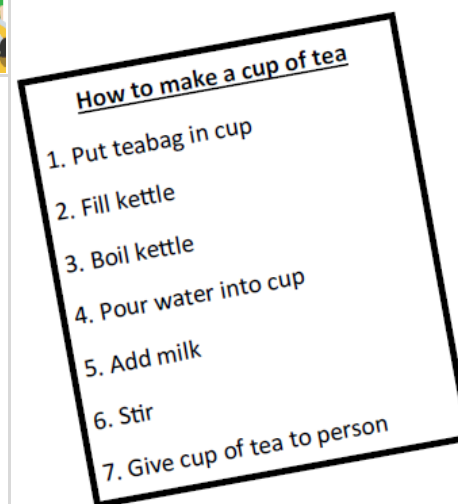 How to make a cup of tea
1. Put teabag in cup
2. Fill kettle
3. Boil kettle
4. Pour water into cup
5. Add milk
6. Stir
7. Give cup of tea to person